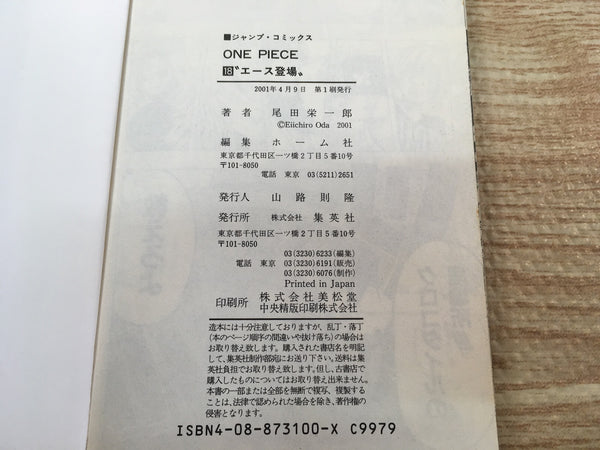 ■ジャンプ・コミックス
ONE PIECE
18 〝エース登場〟
2001年4月9日 第1刷発行
著者 尾田栄一郎
©Eiichiro Oda 2001
編集 ホーム社
東京都千代田区一ツ橋2丁目5番10号
〒101-8050
電話 東京 03(5211)2651
発行人 山路則隆
発行所 株式会社 集英社
東京都千代田区一ツ橋2丁目5番10号
〒101-8050
03(3230)6233(編集)
電話 東京 03(3230)6191(販売)
03(3230)6076(制作)
Printed in Japan
印刷所 株式会社美松堂
中央精版印刷株式会社
造本には十分注意しておりますが、乱丁・落丁
(本のページ順序の間違いや抜け落ち)の場合は
お取り替え致します。購入された書店名を明記し
て、集英社制作部宛にお送り下さい。送料は集
英社負担でお取り替え致します。但し、古書店で
購入したものについてはお取り替え出来ません。
本書の一部または全部を無断で複写、複製する
ことは、法律で認められた場合を除き、著作権の
侵害となります。
ISBN4-08-873100-X C9979